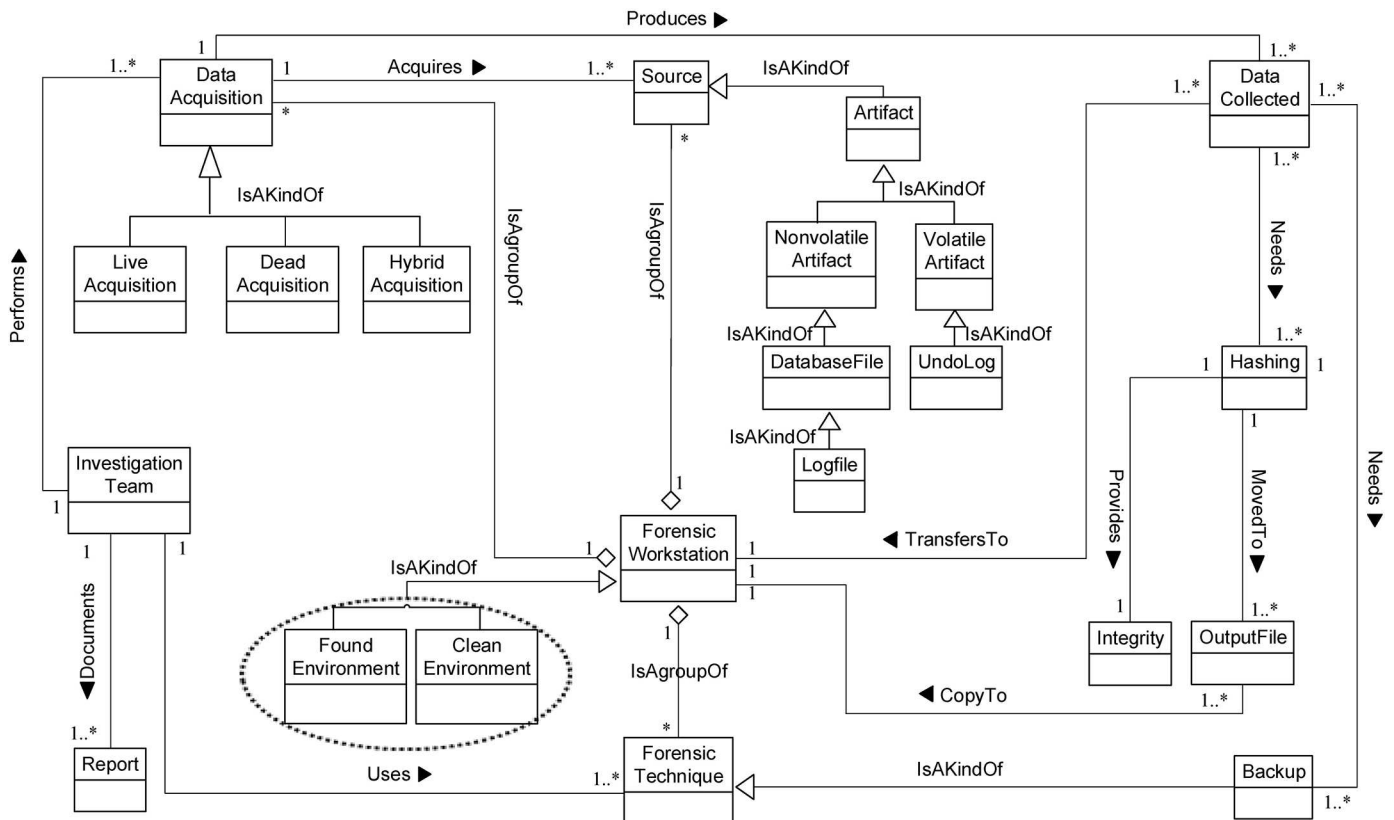 Produces ▶
1
1..*
1..*
Data
Acquisition
1
Acquires ▶
1..*
Source
IsAKindOf
Artifact
1..*
Data
Collected
1..*
*
*
1..*
IsAKindOf
IsAKindOf
Live
Acquisition
Dead
Acquisition
Hybrid
Acquisition
IsAgroupOf
IsAgroupOf
Nonvolatile
Artifact
Volatile
Artifact
Needs ▶
Performs ▶
IsAKindOf
IsAKindOf
1..*
DatabaseFile
UndoLog
1
Hashing
1
IsAKindOf
1
Logfile
Investigation
Team
1
1
1
Provides ▶
MovedTo ▶
Needs ▶
1
Forensic
Workstation
1
1
◀ TransfersTo
1
1
IsAKindOf
1
Found
Environment
Clean
Environment
1
1..*
Integrity
OutputFile
IsAgroupOf
◀ CopyTo
1..*
Documents ▶
*
1..*
Report
Uses ▶
1..*
Forensic
Technique
IsAKindOf
Backup
1..*